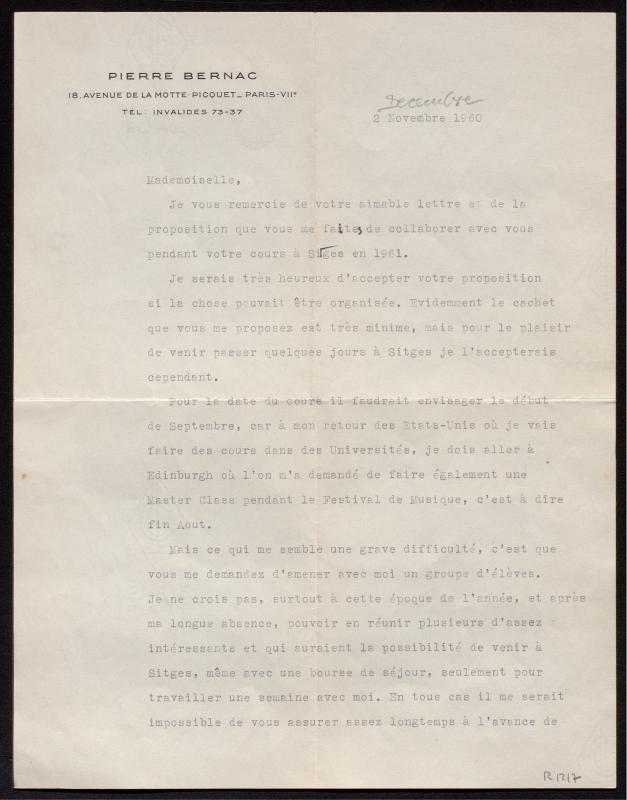 PIERRE BERNAC
18, AVENUE DE LA MOTTE-PICQUET_ PARIS-VIIᵉ
TÉL: INVALIDES 73-37
Decembre
2 Novembre 1960
Mademoiselle,
Je vous remercie de votre aimable lettre et de la
proposition que vous me faites de collaborer avec vous
pendant votre cours à Sitges en 1961.
Je serais très heureux d'accepter votre proposition
si la chose pouvait être organisée. Evidemment le cachet
que vous me proposez est très minime, mais pour le plaisir
de venir passer quelques jours à Sitges je l'accepterais
cependant.
Pour la date du cours il faudrait envisager le début
de Septembre, car à mon retour des Etats-Unis où je vais
faire des cours dans des Universités, je dois aller à
Edinburgh où l'on m'a demandé de faire également une
Master Class pendant le Festival de Musique, c'est à dire
fin Aout.
Mais ce qui me semble une grave difficulté, c'est que
vous me demandez d'amener avec moi un groupe d'élèves.
Je ne crois pas, surtout à cette époque de l'année, et après
ma longue absence, pouvoir en réunir plusieurs d'assez
intéressants et qui auraient la possibilité de venir à
Sitges, même avec une bourse de séjour, seulement pour
travailler une semaine avec moi. En tous cas il me serait
impossible de vous assurer assez longtemps à l'avance de
R 1217